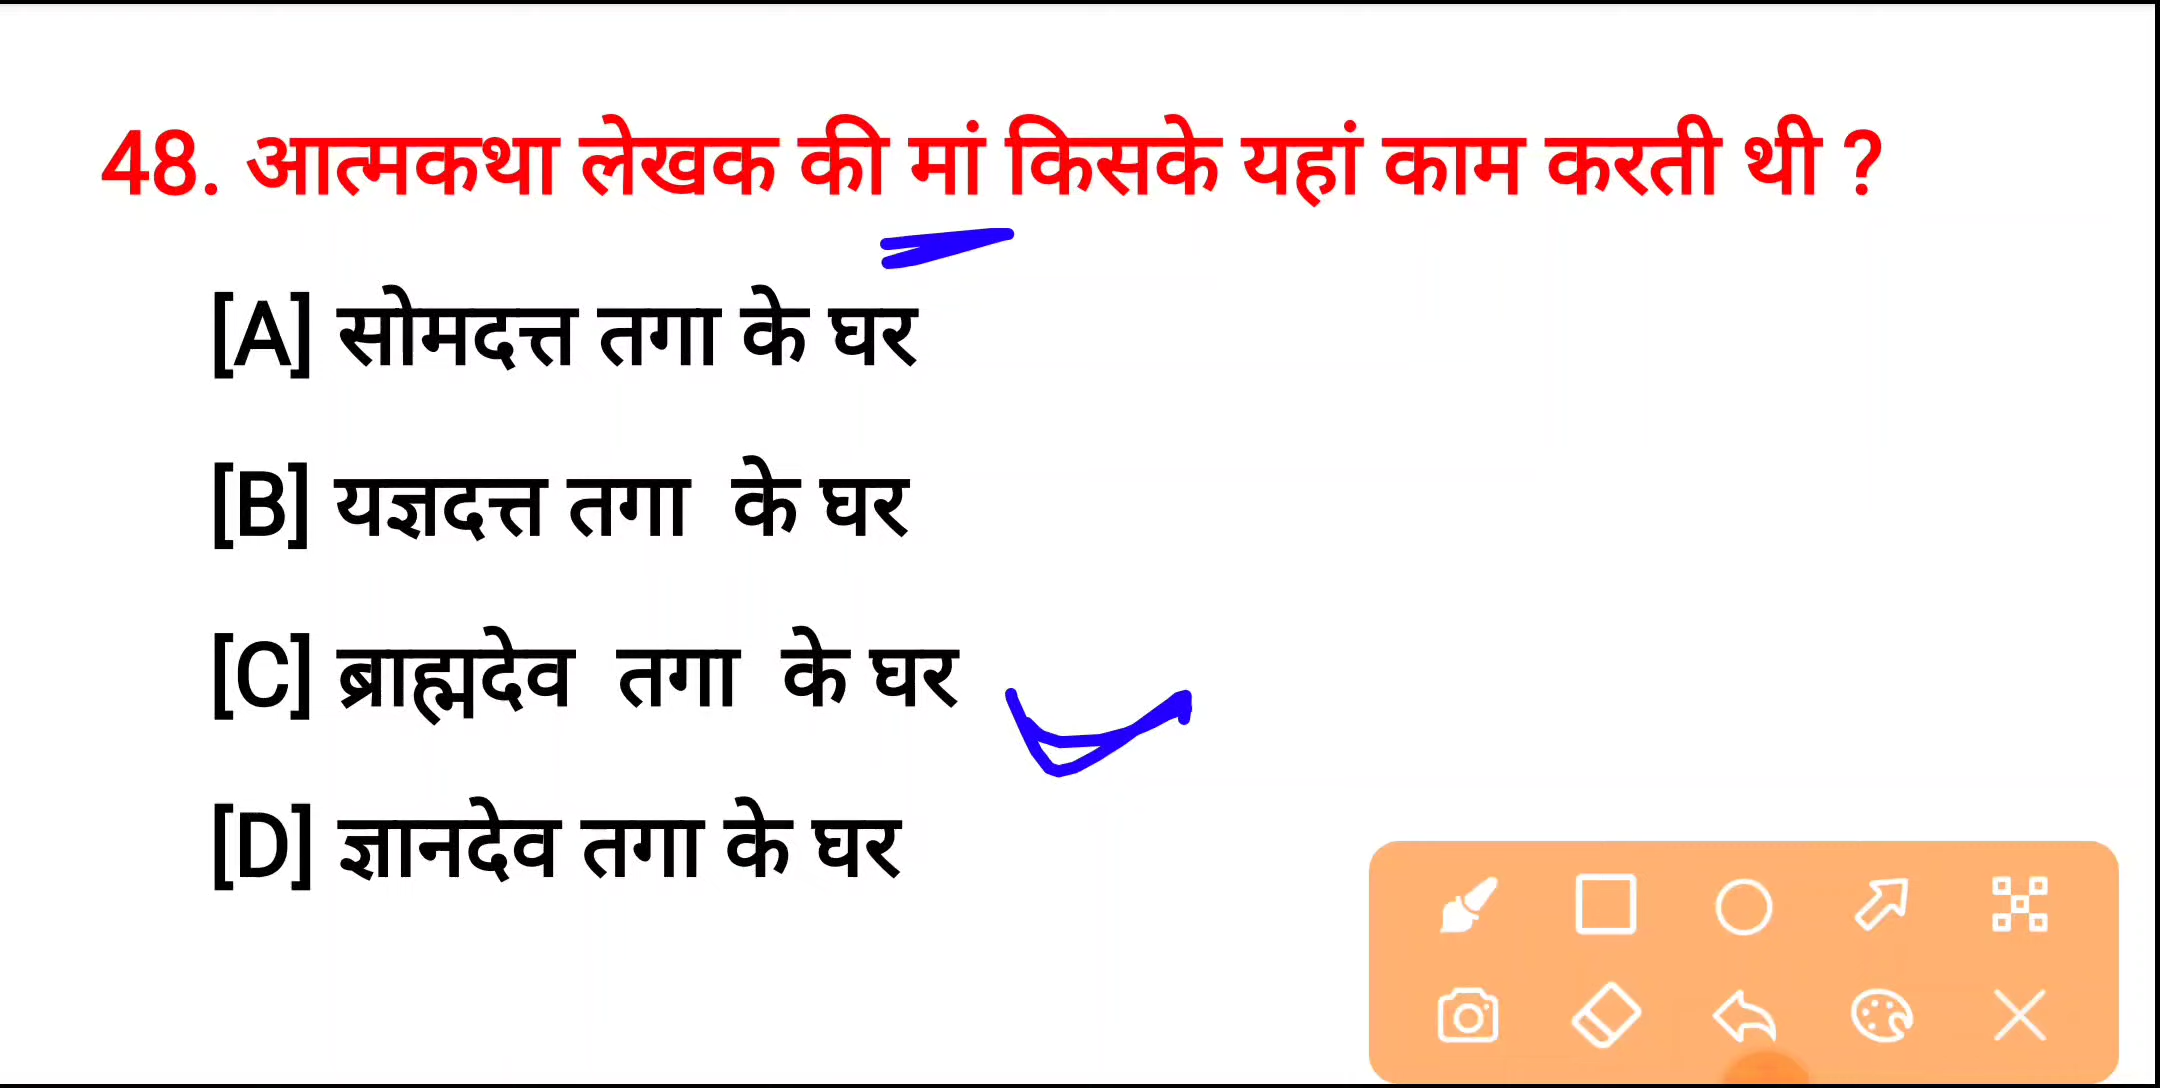 48. आत्मकथा लेखक की मां किसके यहां काम करती थी ?
[A] सोमदत्त तगा के घर
[B] यज्ञदत्त तगा के घर
[C] ब्राह्मदेव तगा के घर
[D] ज्ञानदेव तगा के घर